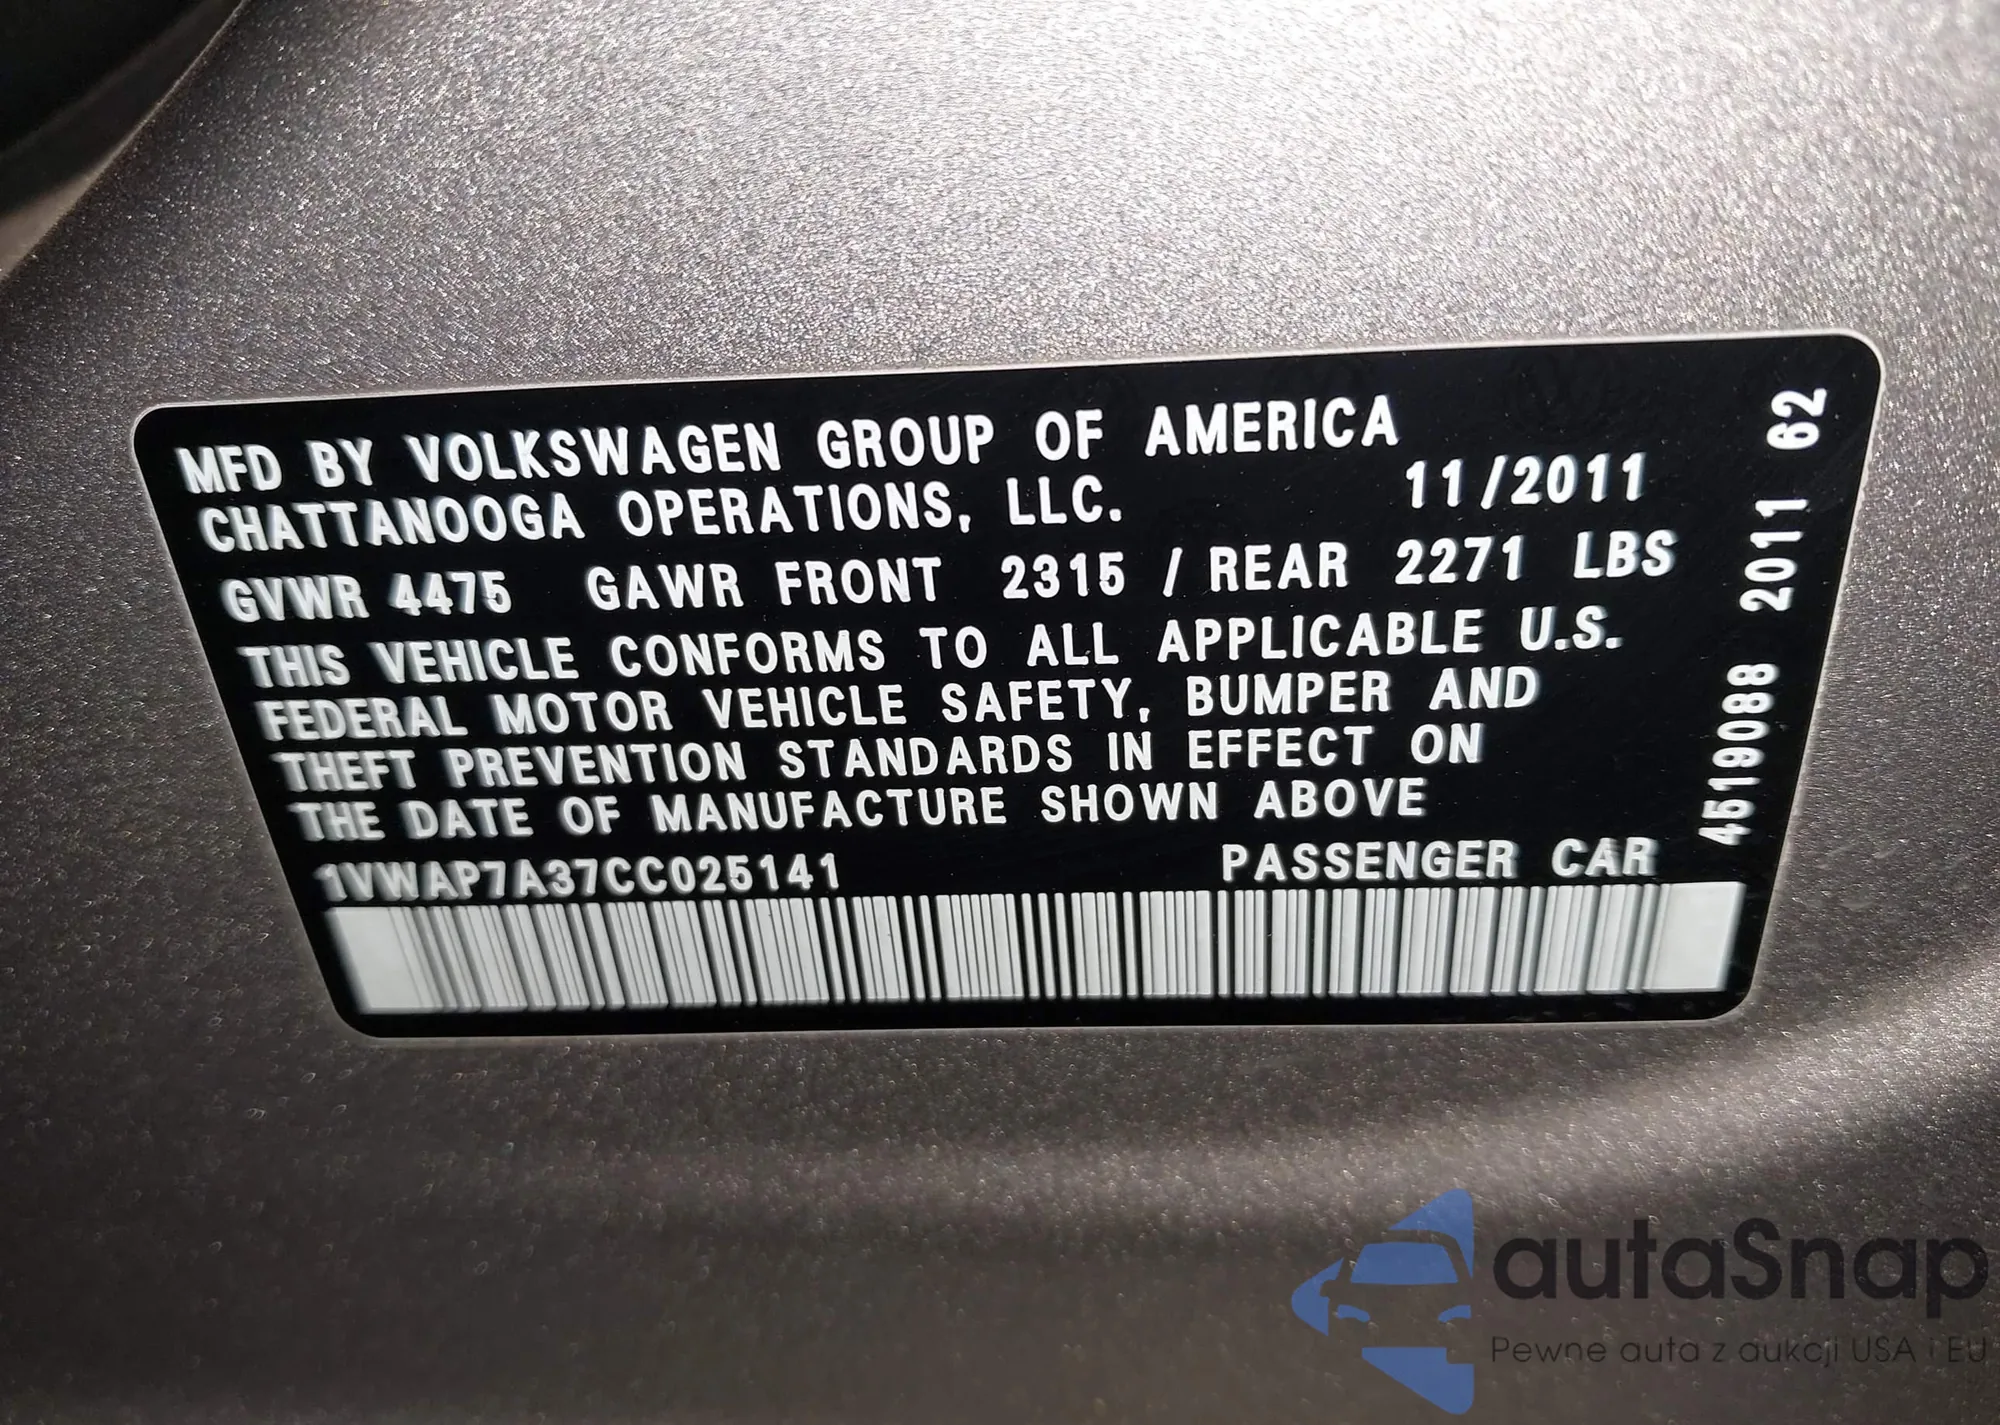 MFD BY VOLKSWAGEN GROUP OF AMERICA
CHATTANOOGA OPERATIONS, LLC. 11/2011
GVWR 4475 GAWR FRONT 2315 / REAR 2271 LBS
THIS VEHICLE CONFORMS TO ALL APPLICABLE U.S.
FEDERAL MOTOR VEHICLE SAFETY, BUMPER AND
THEFT PREVENTION STANDARDS IN EFFECT ON
THE DATE OF MANUFACTURE SHOWN ABOVE
1VWAP7A37CC025141 PASSENGER CAR
4519088 2011 62
autaSnap
Pewne auta z aukcji USA i EU